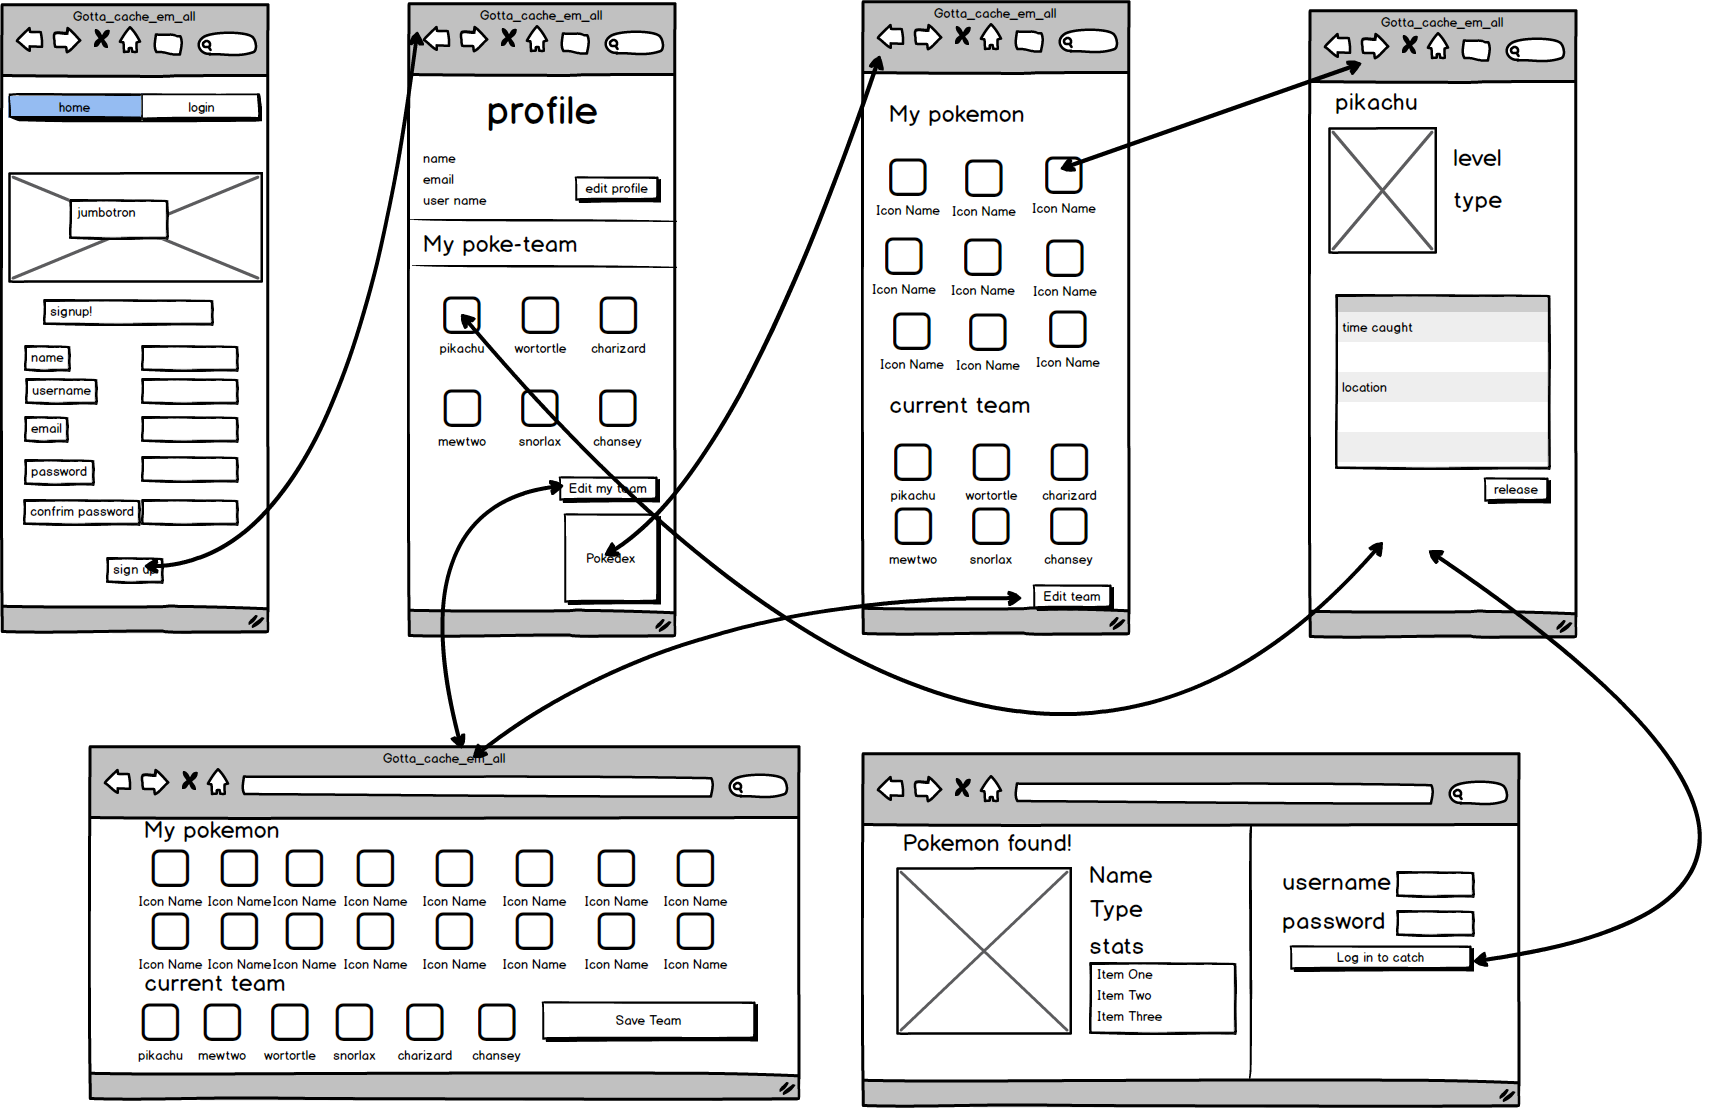 Gotta_cache_em_all
home login
jumbotron
signup!
name
username
email
password
confrim password
sign up
Gotta_cache_em_all
profile
name
email
user name
edit profile
My poke-team
pikachu wortortle charizard
mewtwo snorlax chansey
Edit my team
Pokedex
Gotta_cache_em_all
My pokemon
Icon Name Icon Name Icon Name
Icon Name Icon Name Icon Name
Icon Name Icon Name Icon Name
current team
pikachu wortortle charizard
mewtwo snorlax chansey
Edit team
Gotta_cache_em_all
pikachu
level
type
time caught
location
release
Gotta_cache_em_all
My pokemon
Icon Name Icon Name Icon Name Icon Name Icon Name Icon Name Icon Name Icon Name
Icon Name Icon Name Icon Name Icon Name Icon Name Icon Name Icon Name Icon Name
current team
pikachu mewtwo wortortle snorlax charizard chansey
Save Team
Pokemon found!
Name
Type
stats
Item One
Item Two
Item Three
username
password
Log in to catch